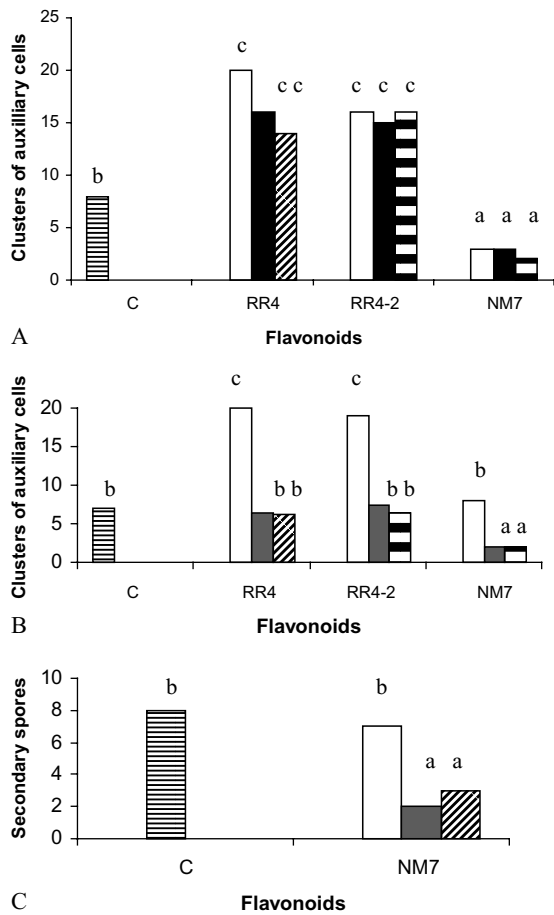 Clusters of auxilliary cells
25
20
15
10
5
0
b
c
c c
c c c
a a a
C RR4 RR4-2 NM7
A
Flavonoids
Clusters of auxiliary cells
20
15
10
5
0
b
c
b b
c
b b
b
a a
C RR4 RR4-2 NM7
B
Flavonoids
Secondary spores
10
8
6
4
2
0
b
b
a a
C NM7
C
Flavonoids